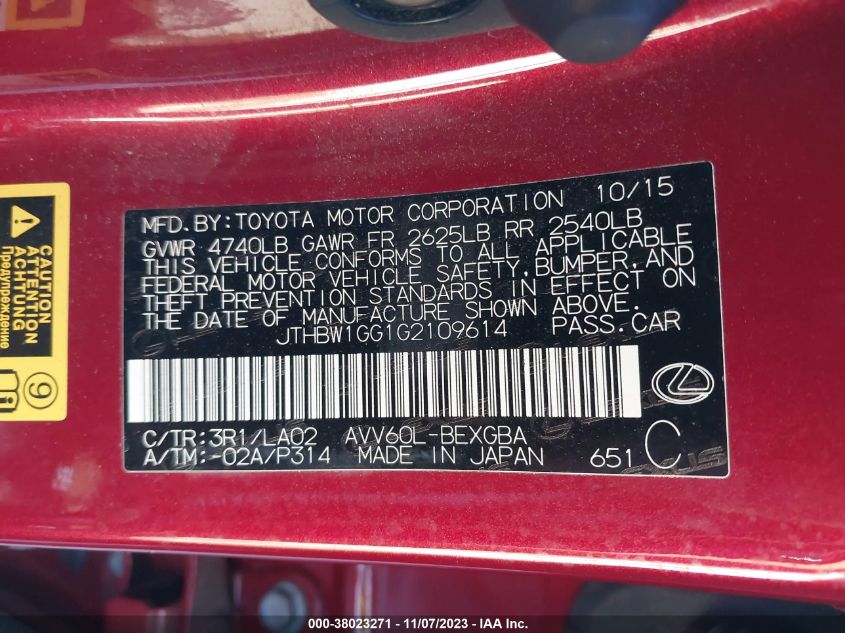 MFD.BY:TOYOTA MOTOR CORPORATION 10/15
GVWR 4740LB GAWR FR 2625LB RR 2540LB
THIS VEHICLE CONFORMS TO ALL APPLICABLE
FEDERAL MOTOR VEHICLE SAFETY,BUMPER,AND
THEFT PREVENTION STANDARDS IN EFFECT ON
THE DATE OF MANUFACTURE SHOWN ABOVE.
JTHBW1GG1G2109614 PASS.CAR
C/TR:3R1/LA02 AVV60L-BEXGBA
A/TM:-02A/P314 MADE IN JAPAN 651 C
CAUTION
ATTENTION
ACHTUNG
Предупреждение
9
000-38023271 - 11/07/2023 - IAA Inc.